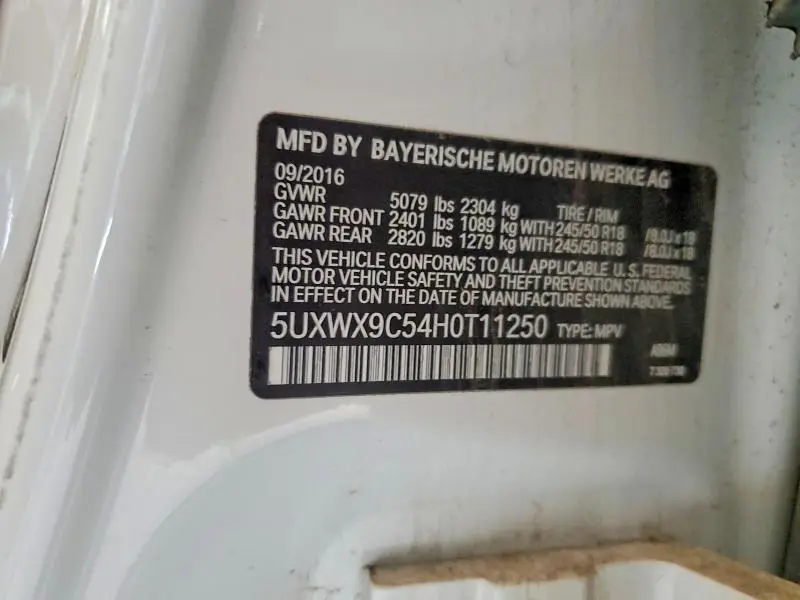 MFD BY BAYERISCHE MOTOREN WERKE AG
09/2016
GVWR 5079 lbs 2304 kg TIRE / RIM
GAWR FRONT 2401 lbs 1089 kg WITH 245/50 R18 /8.0J x 18
GAWR REAR 2820 lbs 1279 kg WITH 245/50 R18 /8.0J x 18
THIS VEHICLE CONFORMS TO ALL APPLICABLE U. S. FEDERAL
MOTOR VEHICLE SAFETY AND THEFT PREVENTION STANDARDS
IN EFFECT ON THE DATE OF MANUFACTURE SHOWN ABOVE.
5UXWX9C54H0T11250 TYPE: MPV